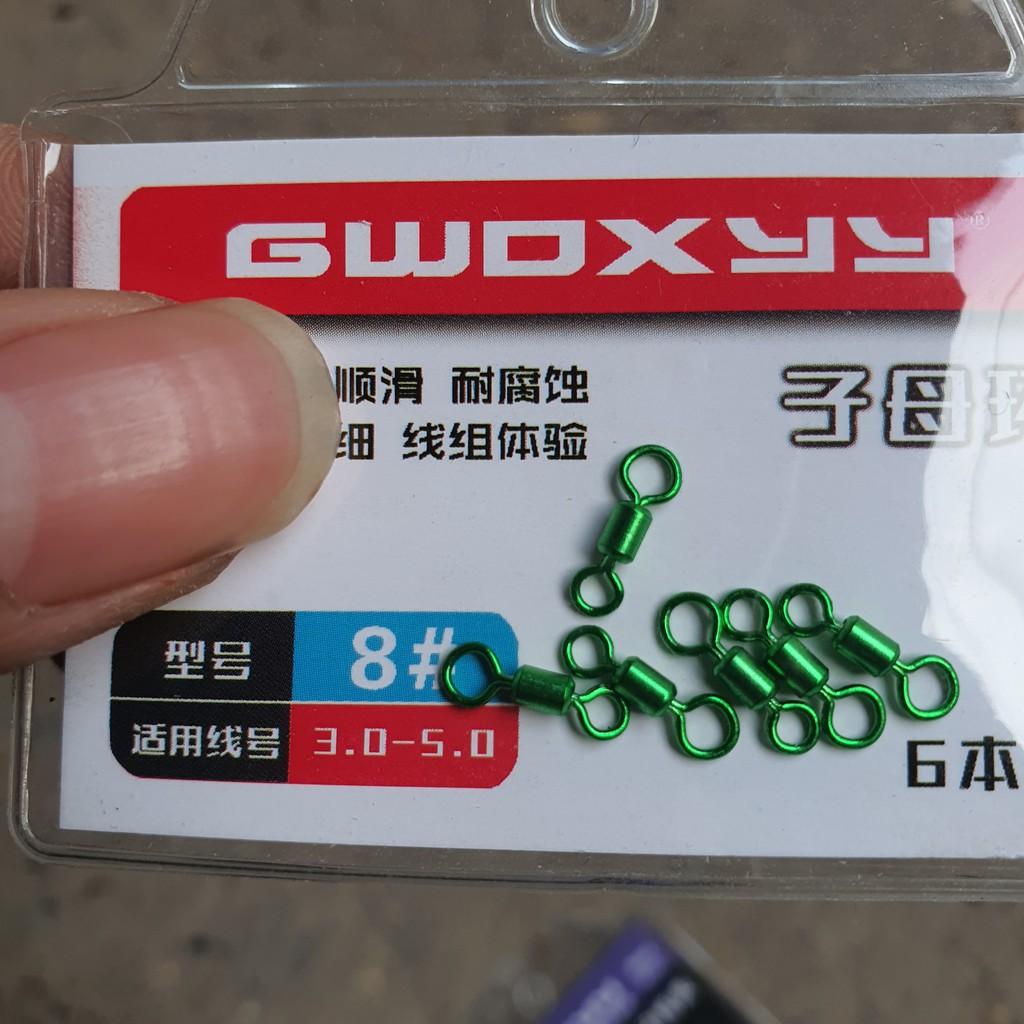 GWOXYY®
顺滑 耐腐蚀
细 线组体验
子母
型号 8#
适用线号 3.0-5.0
6本